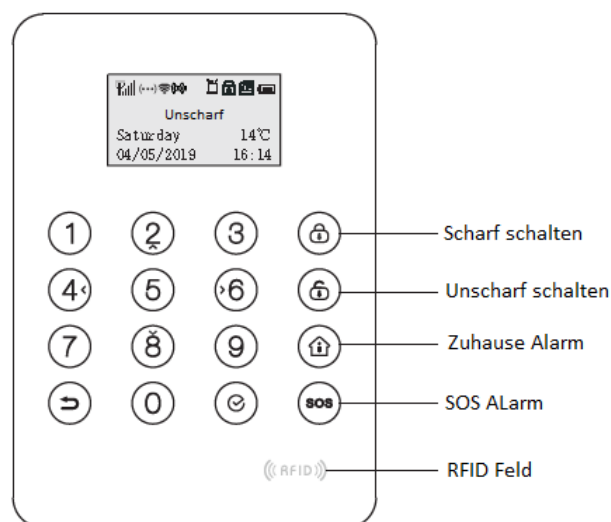 Unscharf
Saturday 14℃
04/05/2019 16:14
1 2 3 Scharf schalten
4 5 6 Unscharf schalten
7 8 9 Zuhause Alarm
0 SOS SOS ALarm
RFID RFID Feld